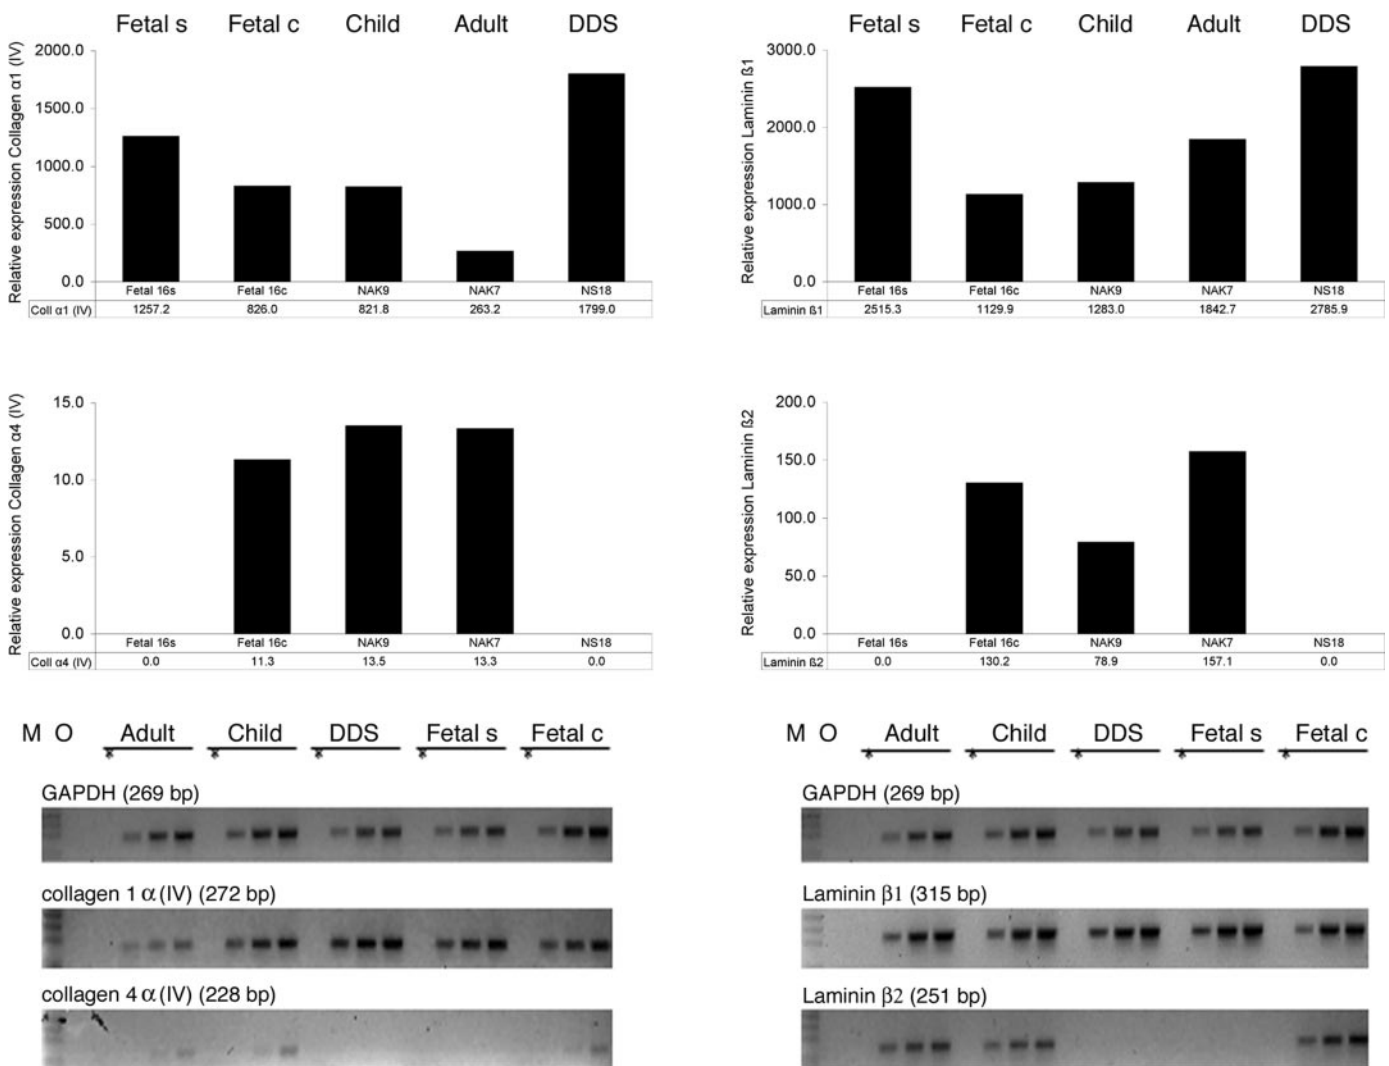 Fetal s Fetal c Child Adult DDS
Relative expression Collagen α1 (IV)
2000.0
1500.0
1000.0
500.0
0.0
Fetal 16s Fetal 16c NAK9 NAK7 NS18
Coll α1 (IV) 1257.2 826.0 821.8 263.2 1799.0
Fetal s Fetal c Child Adult DDS
Relative expression Laminin ß1
3000.0
2000.0
1000.0
0.0
Fetal 16s Fetal 16c NAK9 NAK7 NS18
Laminin ß1 2515.3 1129.9 1283.0 1842.7 2785.9
Relative expression Collagen α4 (IV)
15.0
10.0
5.0
0.0
Fetal 16s Fetal 16c NAK9 NAK7 NS18
Coll α4 (IV) 0.0 11.3 13.5 13.3 0.0
Relative expression Laminin ß2
200.0
150.0
100.0
50.0
0.0
Fetal 16s Fetal 16c NAK9 NAK7 NS18
Laminin ß2 0.0 130.2 78.9 157.1 0.0
M O Adult Child DDS Fetal s Fetal c
* * * * *
GAPDH (269 bp)
collagen 1 α (IV) (272 bp)
collagen 4 α (IV) (228 bp)
M O Adult Child DDS Fetal s Fetal c
* * * * *
GAPDH (269 bp)
Laminin β1 (315 bp)
Laminin β2 (251 bp)